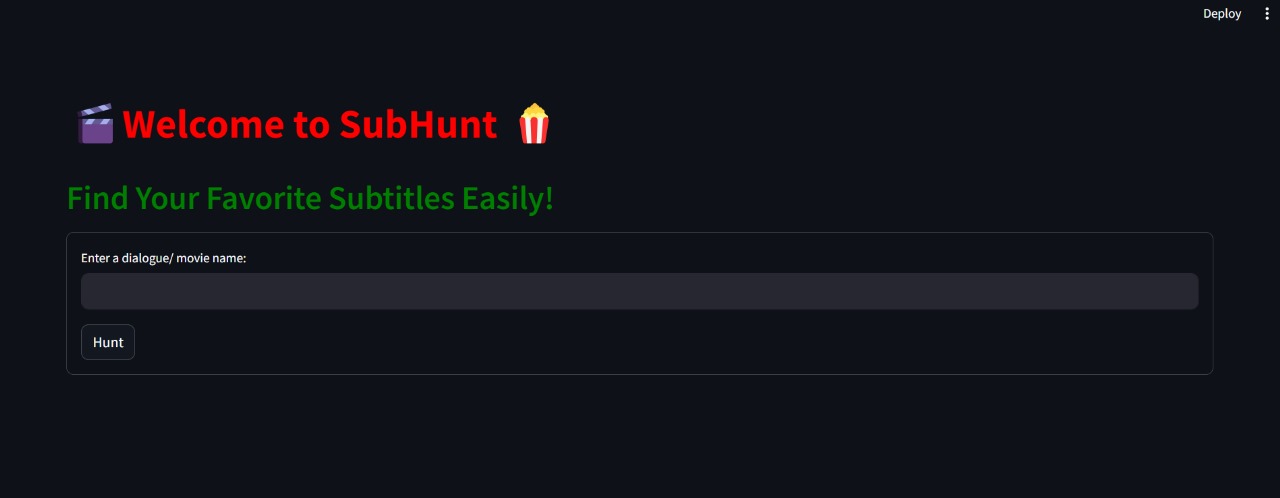 Deploy
Welcome to SubHunt
Find Your Favorite Subtitles Easily!
Enter a dialogue/ movie name:
Hunt